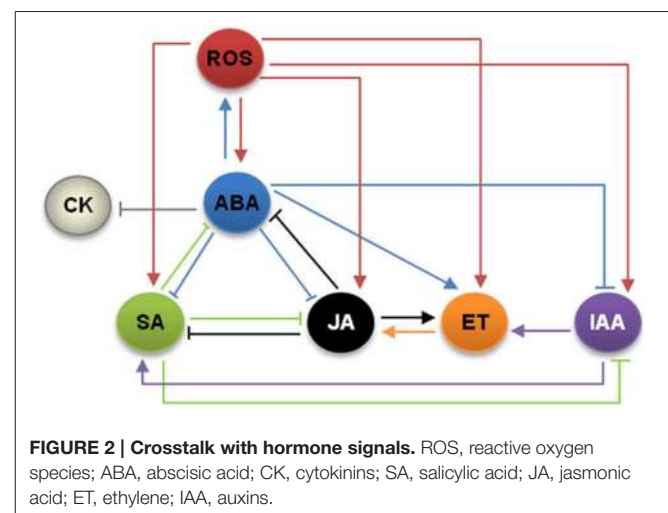 ROS
CK
ABA
SA
JA
ET
IAA
FIGURE 2 | Crosstalk with hormone signals. ROS, reactive oxygen
species; ABA, abscisic acid; CK, cytokinins; SA, salicylic acid; JA, jasmonic
acid; ET, ethylene; IAA, auxins.